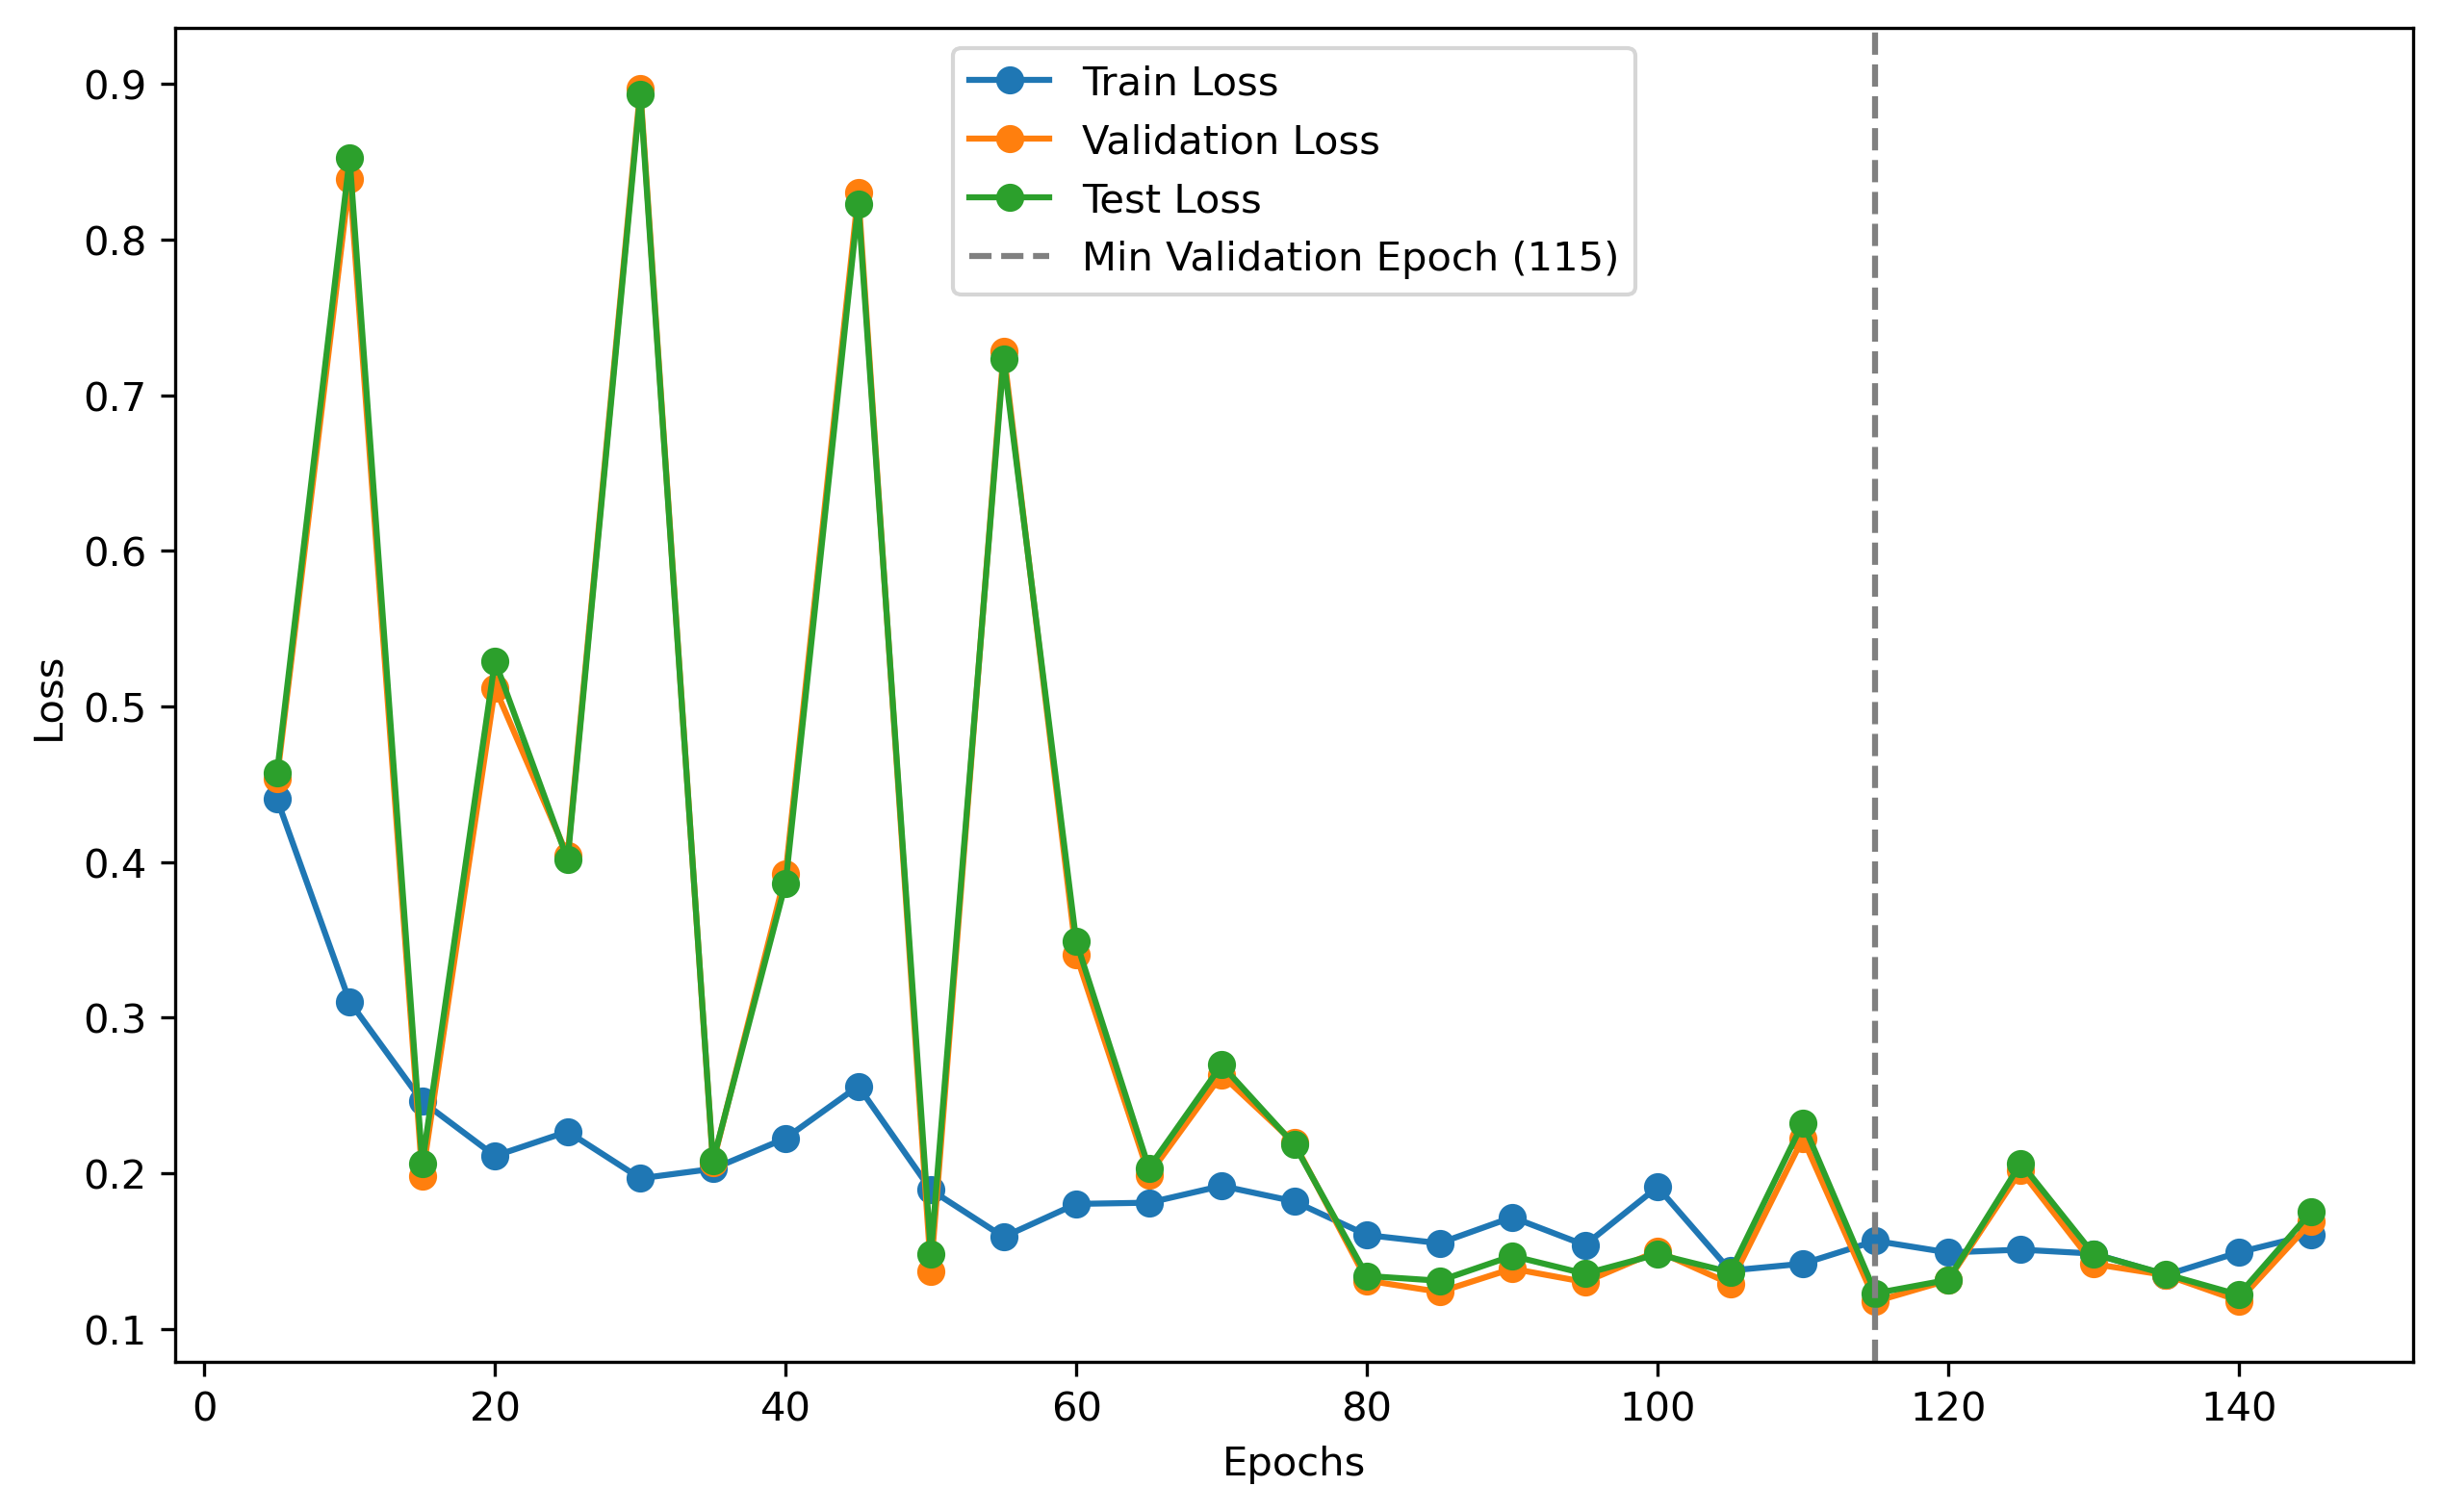 Train Loss
Validation Loss
Test Loss
Min Validation Epoch (115)
0.9
0.8
0.7
0.6
0.5
0.4
0.3
0.2
0.1
Loss
0 20 40 60 80 100 120 140
Epochs